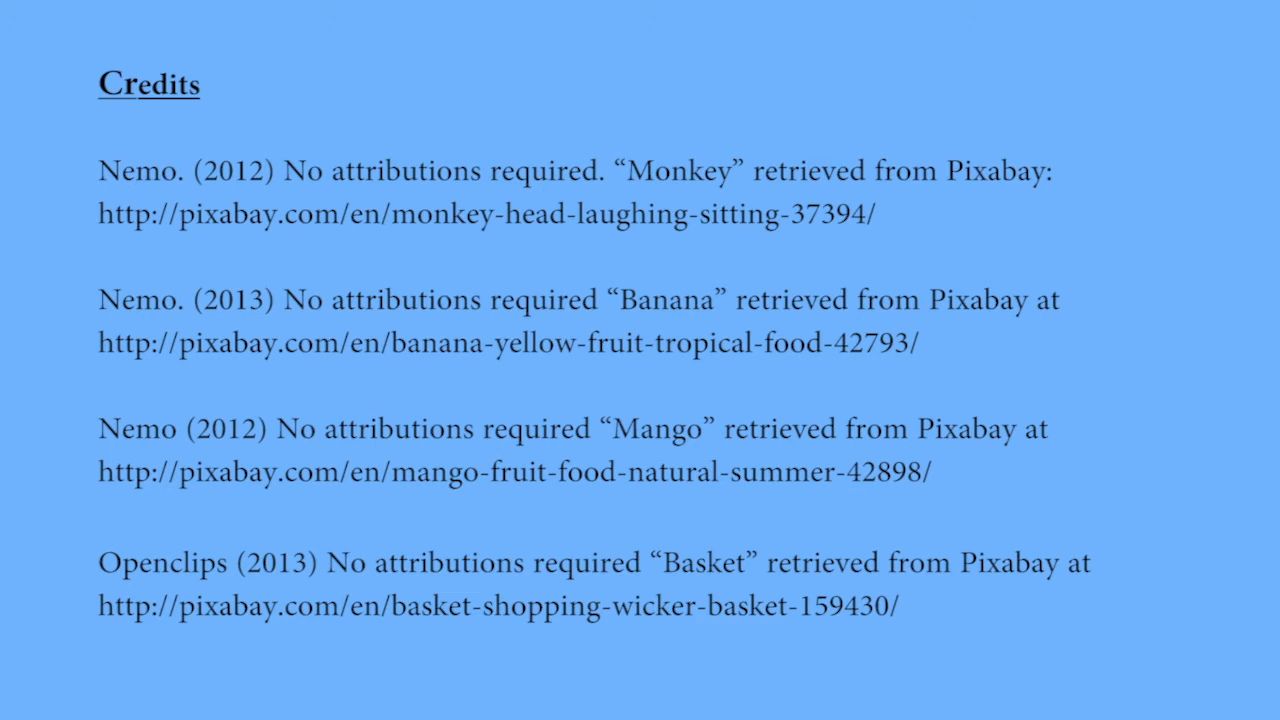 Credits
Nemo. (2012) No attributions required. “Monkey” retrieved from Pixabay:
http://pixabay.com/en/monkey-head-laughing-sitting-37394/
Nemo. (2013) No attributions required “Banana” retrieved from Pixabay at
http://pixabay.com/en/banana-yellow-fruit-tropical-food-42793/
Nemo (2012) No attributions required “Mango” retrieved from Pixabay at
http://pixabay.com/en/mango-fruit-food-natural-summer-42898/
Openclips (2013) No attributions required “Basket” retrieved from Pixabay at
http://pixabay.com/en/basket-shopping-wicker-basket-159430/